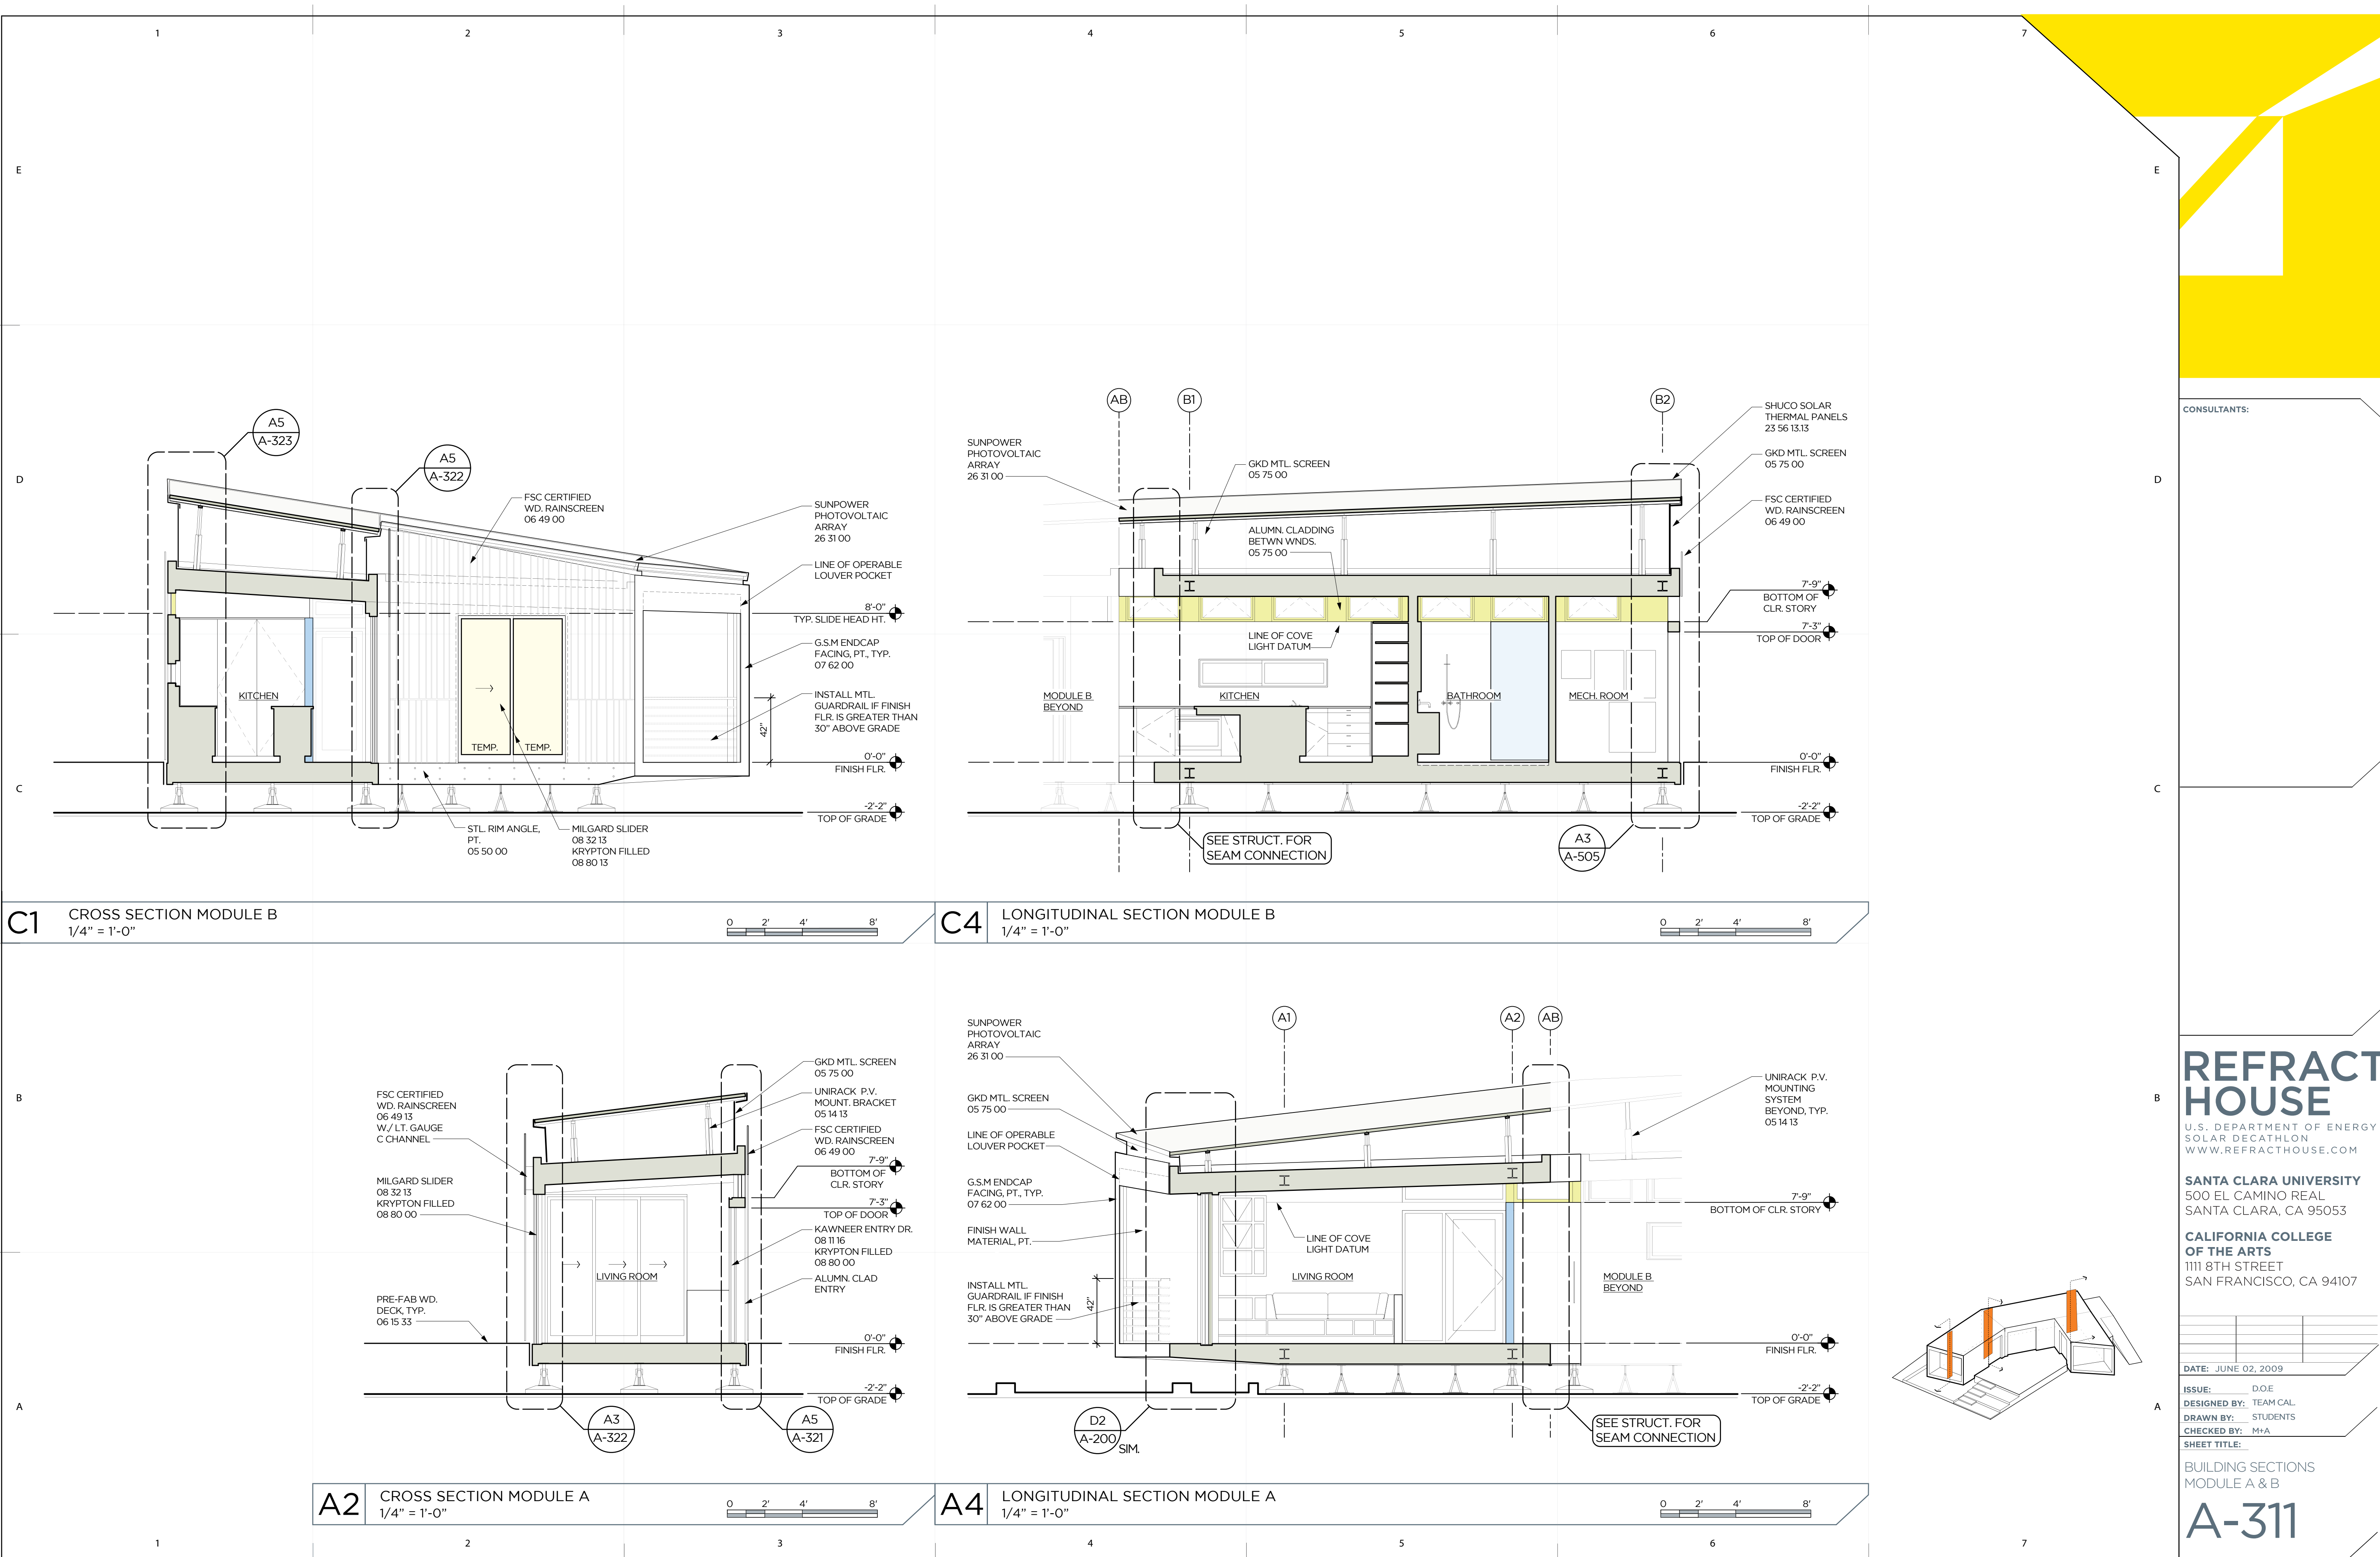 1
2
3
4
5
6
7
E
E
D
D
C
C
B
B
A
A
A5
A-323
A5
A-322
FSC CERTIFIED
WD. RAINSCREEN
06 49 00
SUNPOWER
PHOTOVOLTAIC
ARRAY
26 31 00
LINE OF OPERABLE
LOUVER POCKET
8'-0"
TYP. SLIDE HEAD HT.
G.S.M ENDCAP
FACING, PT., TYP.
07 62 00
INSTALL MTL.
GUARDRAIL IF FINISH
FLR. IS GREATER THAN
30" ABOVE GRADE
42"
KITCHEN
TEMP.
TEMP.
0'-0"
FINISH FLR.
-2'-2"
TOP OF GRADE
STL. RIM ANGLE,
PT.
05 50 00
MILGARD SLIDER
08 32 13
KRYPTON FILLED
08 80 13
C1
CROSS SECTION MODULE B
1/4" = 1'-0"
0 2' 4' 8'
AB
B1
B2
SUNPOWER
PHOTOVOLTAIC
ARRAY
26 31 00
GKD MTL. SCREEN
05 75 00
ALUMN. CLADDING
BETWN WNDS.
05 75 00
LINE OF COVE
LIGHT DATUM
SHUCO SOLAR
THERMAL PANELS
23 56 13.13
GKD MTL. SCREEN
05 75 00
FSC CERTIFIED
WD. RAINSCREEN
06 49 00
7'-9"
BOTTOM OF
CLR. STORY
7'-3"
TOP OF DOOR
MODULE B
BEYOND
KITCHEN
BATHROOM
MECH. ROOM
0'-0"
FINISH FLR.
-2'-2"
TOP OF GRADE
SEE STRUCT. FOR
SEAM CONNECTION
A3
A-505
C4
LONGITUDINAL SECTION MODULE B
1/4" = 1'-0"
0 2' 4' 8'
FSC CERTIFIED
WD. RAINSCREEN
06 49 13
W./ LT. GAUGE
C CHANNEL
MILGARD SLIDER
08 32 13
KRYPTON FILLED
08 80 00
PRE-FAB WD.
DECK, TYP.
06 15 33
LIVING ROOM
GKD MTL. SCREEN
05 75 00
UNIRACK P.V.
MOUNT. BRACKET
05 14 13
FSC CERTIFIED
WD. RAINSCREEN
06 49 00
7'-9"
BOTTOM OF
CLR. STORY
7'-3"
TOP OF DOOR
KAWNEER ENTRY DR.
08 11 16
KRYPTON FILLED
08 80 00
ALUMN. CLAD
ENTRY
0'-0"
FINISH FLR.
-2'-2"
TOP OF GRADE
A3
A-322
A5
A-321
A2
CROSS SECTION MODULE A
1/4" = 1'-0"
0 2' 4' 8'
A1
A2
AB
SUNPOWER
PHOTOVOLTAIC
ARRAY
26 31 00
GKD MTL. SCREEN
05 75 00
LINE OF OPERABLE
LOUVER POCKET
G.S.M ENDCAP
FACING, PT., TYP.
07 62 00
FINISH WALL
MATERIAL, PT.
INSTALL MTL.
GUARDRAIL IF FINISH
FLR. IS GREATER THAN
30" ABOVE GRADE
42"
LINE OF COVE
LIGHT DATUM
LIVING ROOM
MODULE B
BEYOND
UNIRACK P.V.
MOUNTING
SYSTEM
BEYOND, TYP.
05 14 13
7'-9"
BOTTOM OF CLR. STORY
0'-0"
FINISH FLR.
-2'-2"
TOP OF GRADE
D2
A-200
SIM.
SEE STRUCT. FOR
SEAM CONNECTION
A4
LONGITUDINAL SECTION MODULE A
1/4" = 1'-0"
0 2' 4' 8'
1
2
3
4
5
6
7
CONSULTANTS:
REFRACT
HOUSE
U.S. DEPARTMENT OF ENERGY
SOLAR DECATHLON
WWW.REFRACTHOUSE.COM
SANTA CLARA UNIVERSITY
500 EL CAMINO REAL
SANTA CLARA, CA 95053
CALIFORNIA COLLEGE
OF THE ARTS
1111 8TH STREET
SAN FRANCISCO, CA 94107
DATE: JUNE 02, 2009
ISSUE: D.O.E
DESIGNED BY: TEAM CAL.
DRAWN BY: STUDENTS
CHECKED BY: M+A
SHEET TITLE:
BUILDING SECTIONS
MODULE A & B
A-311